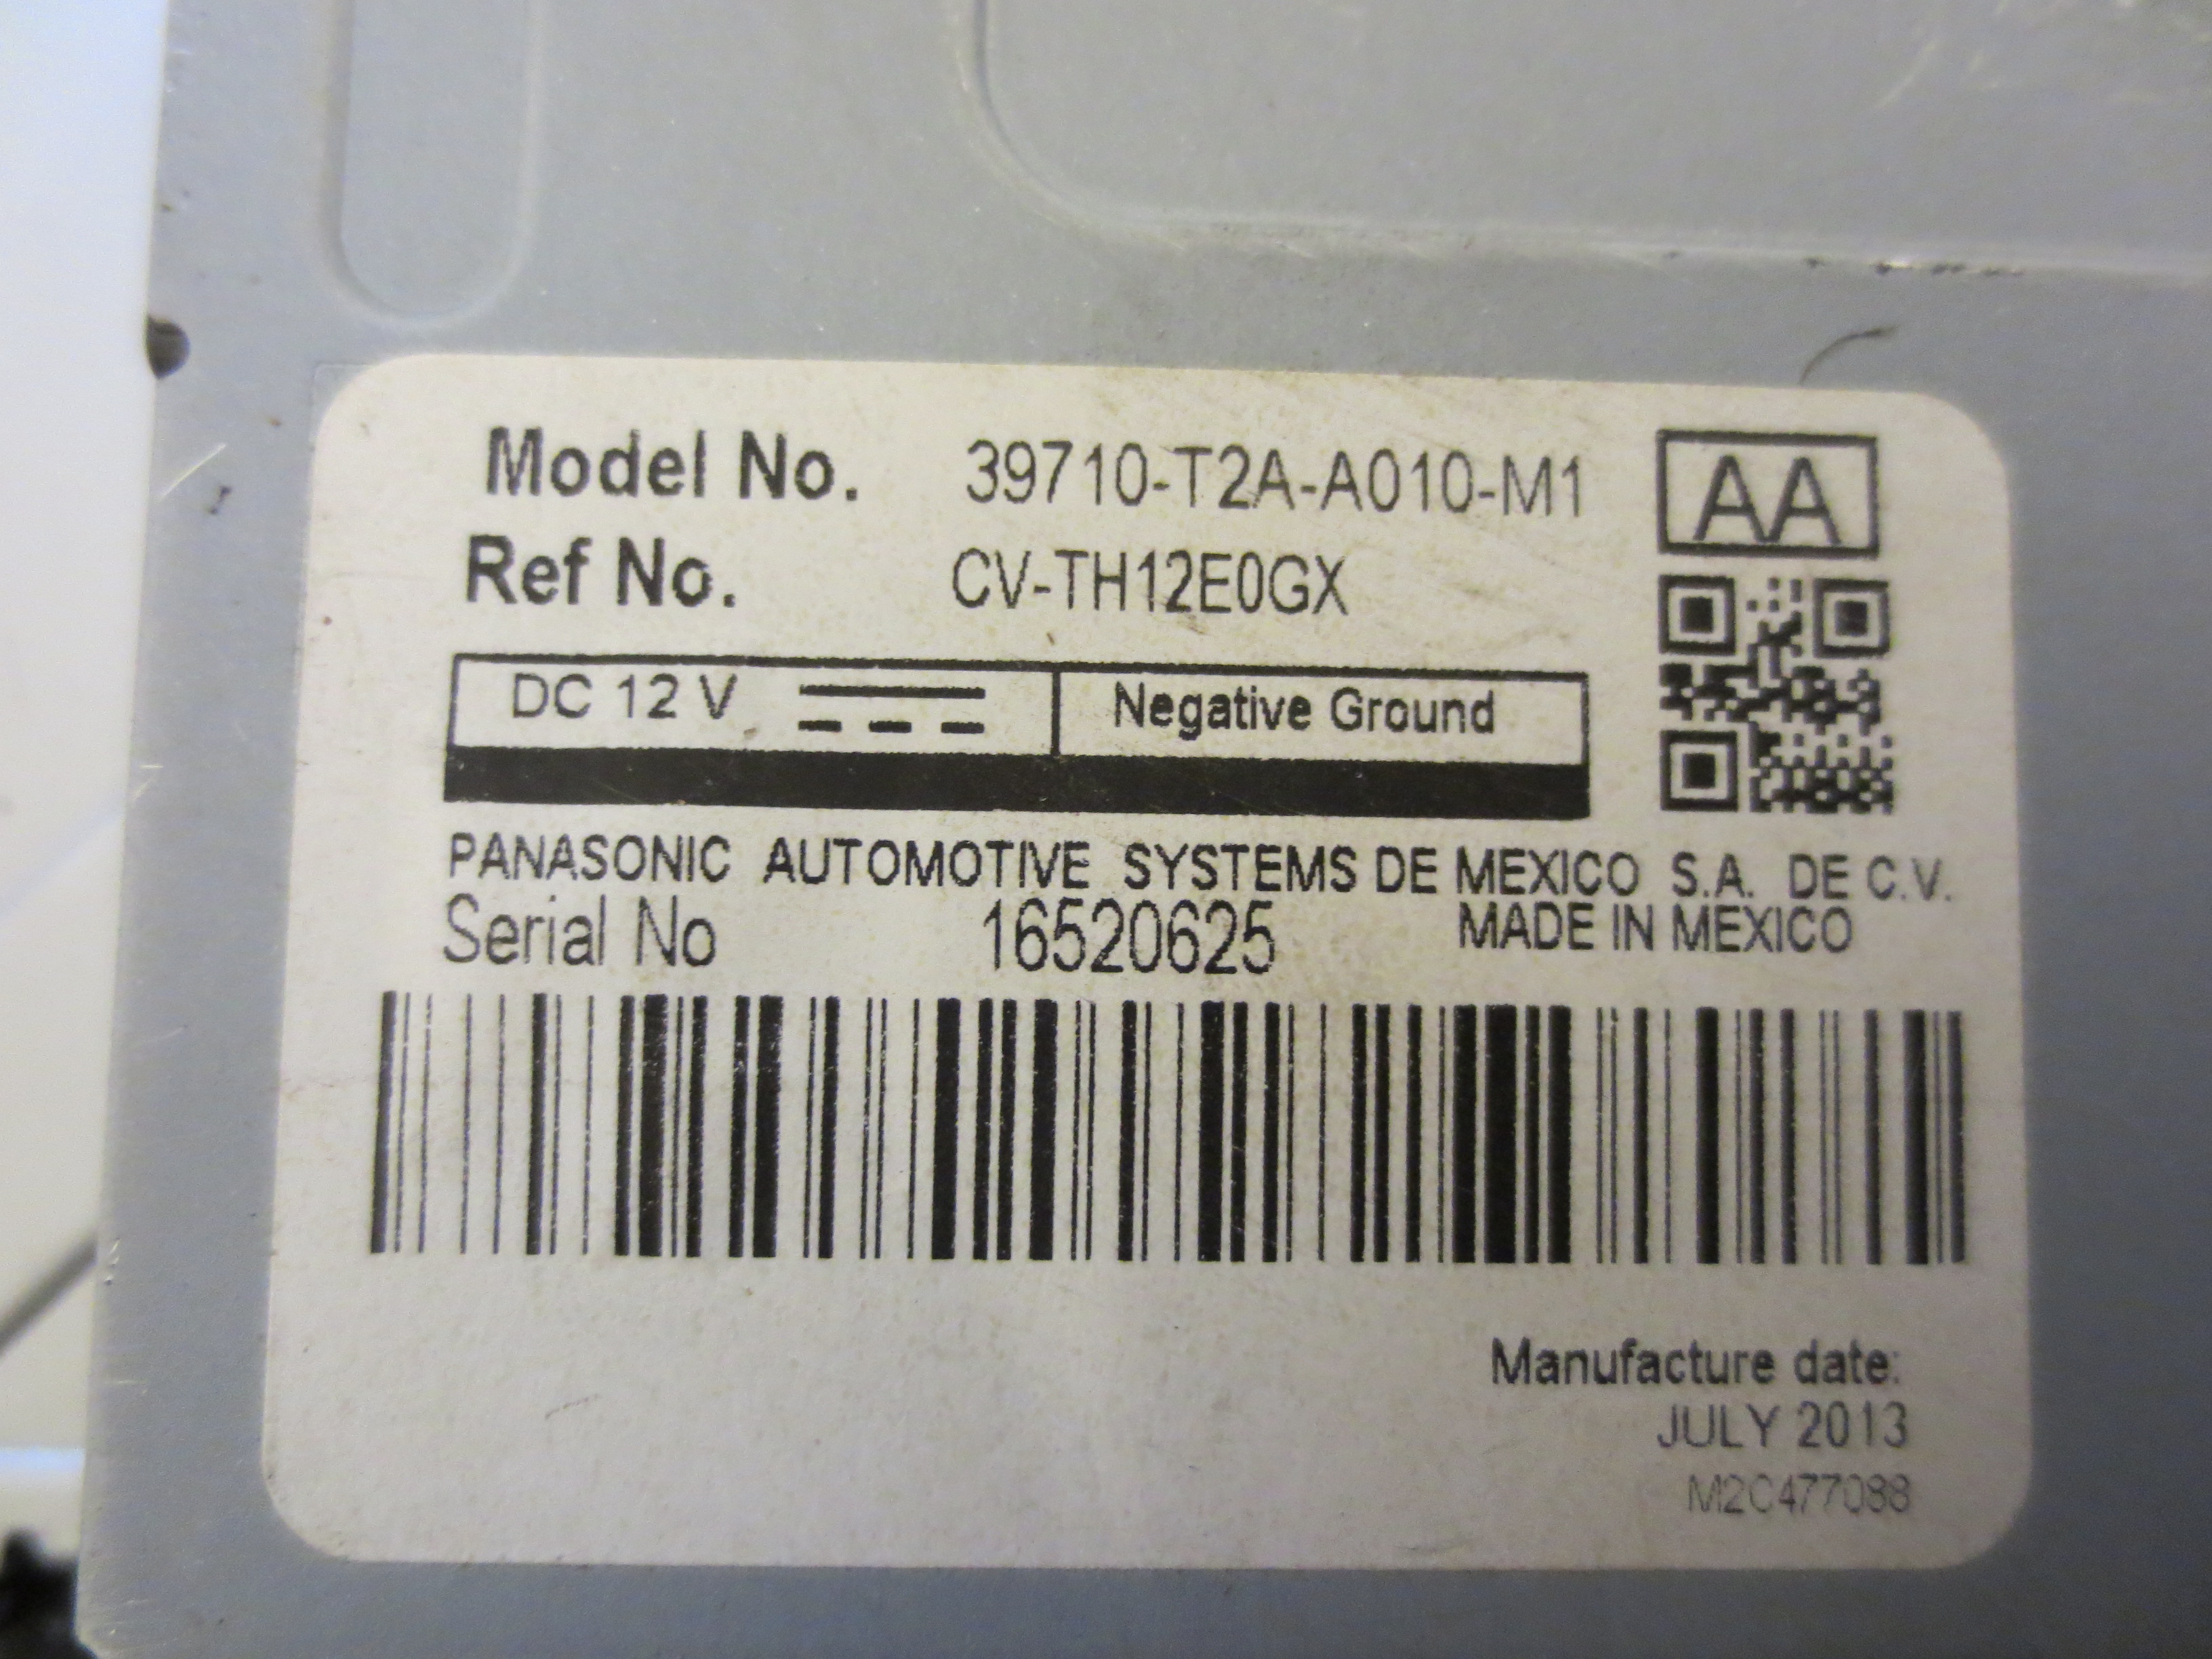 Model No. 39710-T2A-A010-M1
AA
Ref No. CV-TH12E0GX
DC 12 V Negative Ground
PANASONIC AUTOMOTIVE SYSTEMS DE MEXICO S.A. DE C.V.
Serial No 16520625 MADE IN MEXICO
Manufacture date:
JULY 2013
M2C477088